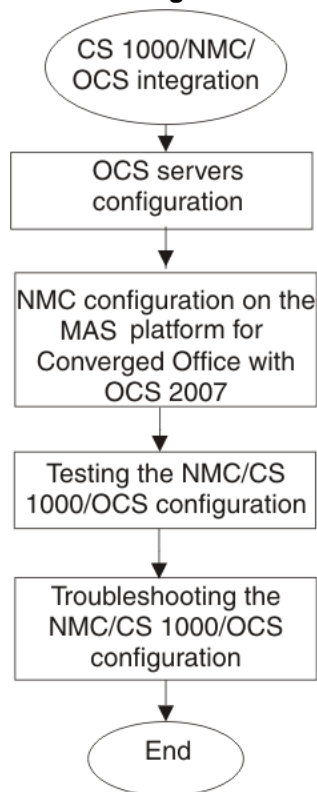 CS 1000/NMC/
OCS integration
OCS servers
configuration
NMC configuration on the
MAS platform for
Converged Office with
OCS 2007
Testing the NMC/CS
1000/OCS configuration
Troubleshooting the
NMC/CS 1000/OCS
configuration
End